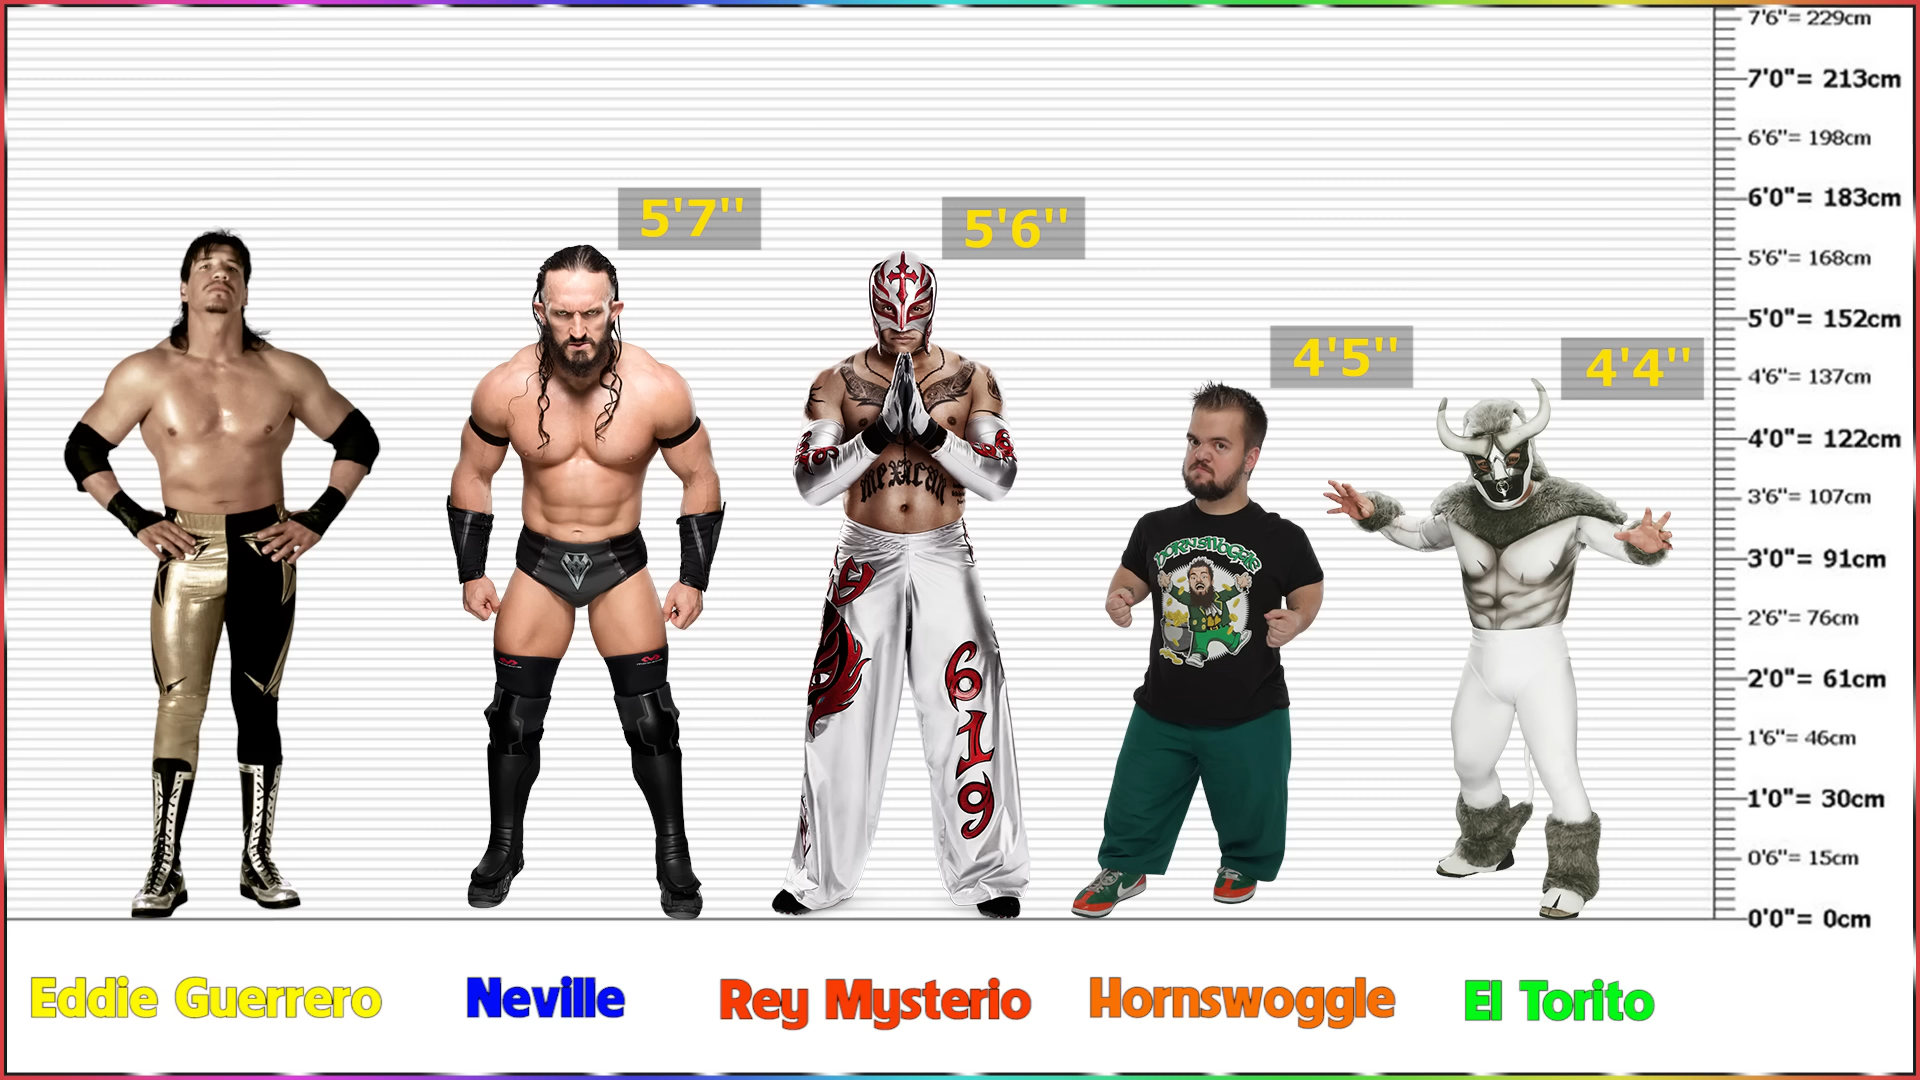 7'6"= 229cm
7'0"= 213cm
6'6"= 198cm
6'0"= 183cm
5'6"= 168cm
5'0"= 152cm
4'6"= 137cm
4'0"= 122cm
3'6"= 107cm
3'0"= 91cm
2'6"= 76cm
2'0"= 61cm
1'6"= 46cm
1'0"= 30cm
0'6"= 15cm
0'0"= 0cm
5'7''
5'6''
4'5''
4'4''
mexican
HORNSWOGGLE
619
Eddie Guerrero
Neville
Rey Mysterio
Hornswoggle
El Torito